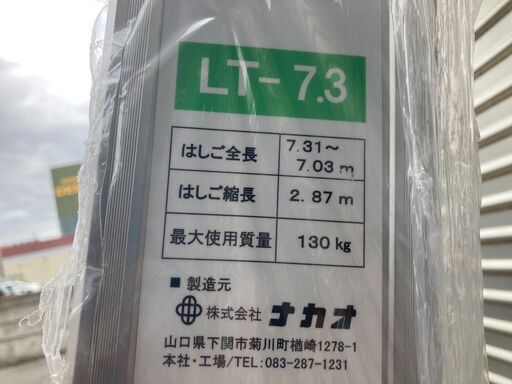 LT-7.3
はしご全長 7.31～
7.03 m
はしご縮長 2.87 m
最大使用質量 130 kg
■ 製造元
株式会社 ナカオ
山口県下関市菊川町楢崎1278-1
本社・工場/TEL:083-287-1231